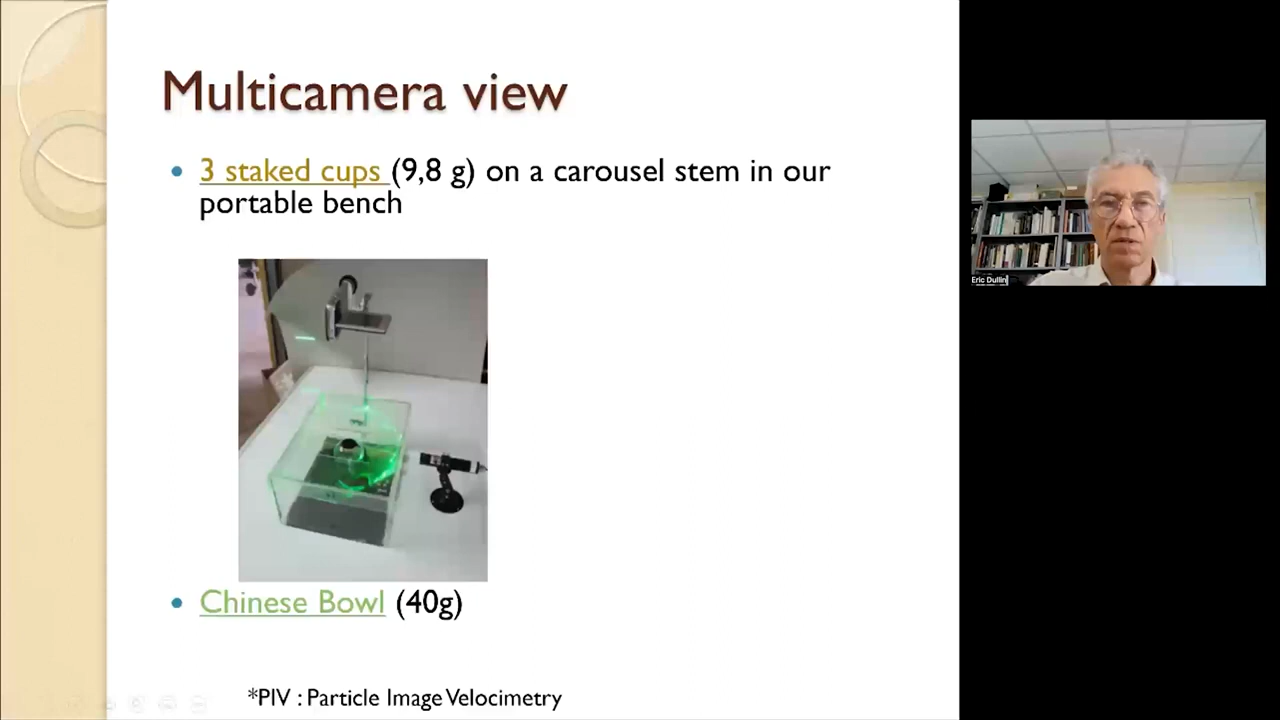 Multicamera view
• 3 staked cups (9,8 g) on a carousel stem in our
portable bench
• Chinese Bowl (40g)
*PIV : Particle Image Velocimetry
Eric Dullin